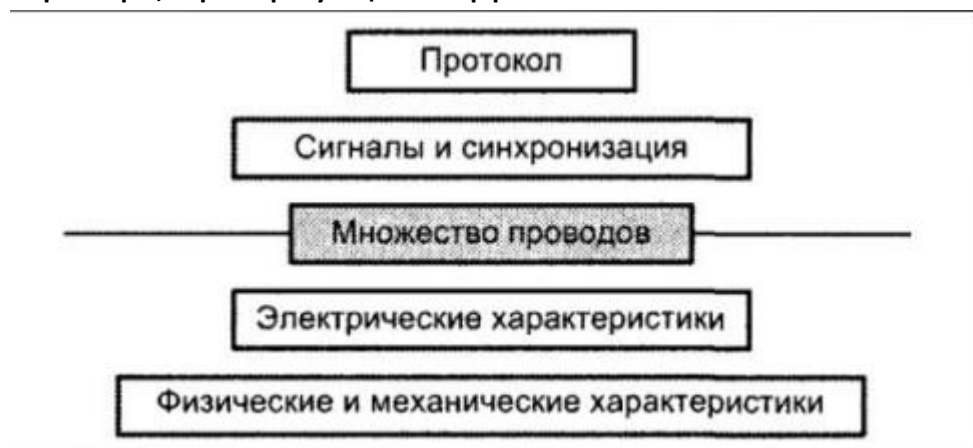 Протокол
Сигналы и синхронизация
Множество проводов
Электрические характеристики
Физические и механические характеристики